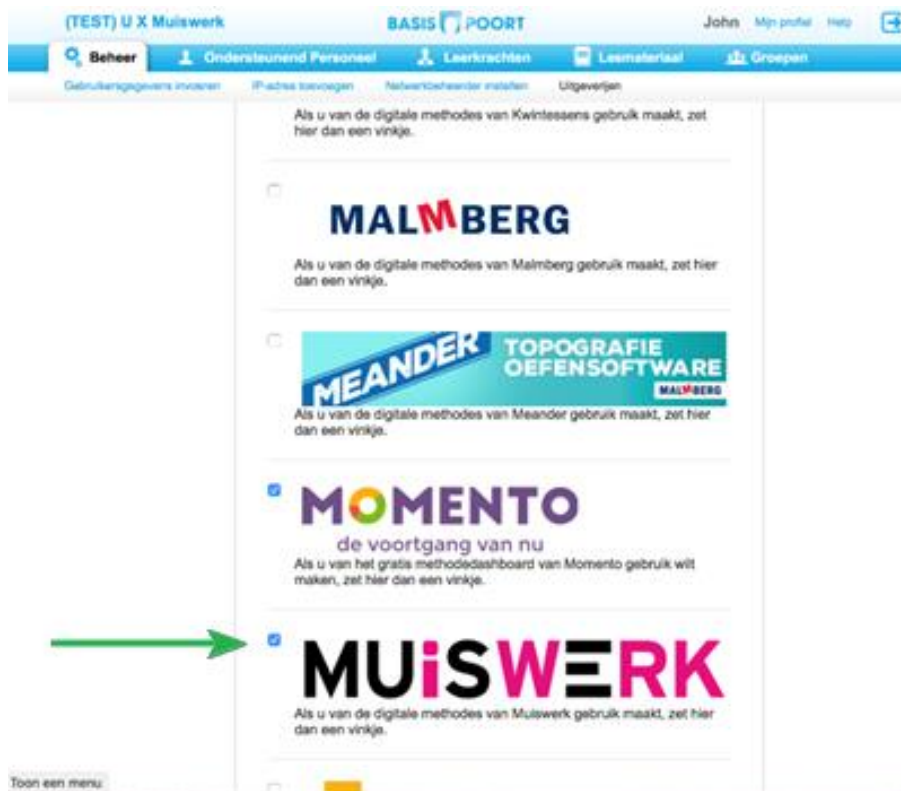 (TEST) U X Muiswerk
BASIS POORT
John Mijn profiel Help
Beheer Ondersteunend Personeel Leerkrachten Lesmateriaal Groepen
Gebruikersgegevens invoeren IP-adres toevoegen Netwerkbeheerder instellen Uitgeverijen
Als u van de digitale methodes van Kwintessens gebruik maakt, zet
hier dan een vinkje.
MALMBERG
Als u van de digitale methodes van Malmberg gebruik maakt, zet hier
dan een vinkje.
MEANDER
TOPOGRAFIE
OEFENSOFTWARE
MALMBERG
Als u van de digitale methodes van Meander gebruik maakt, zet hier
dan een vinkje.
MOMENTO
de voortgang van nu
Als u van het gratis methodedashboard van Momento gebruik wilt
maken, zet hier dan een vinkje.
MUiSWERK
Als u van de digitale methodes van Muiswerk gebruik maakt, zet hier
dan een vinkje.
Toon een menu